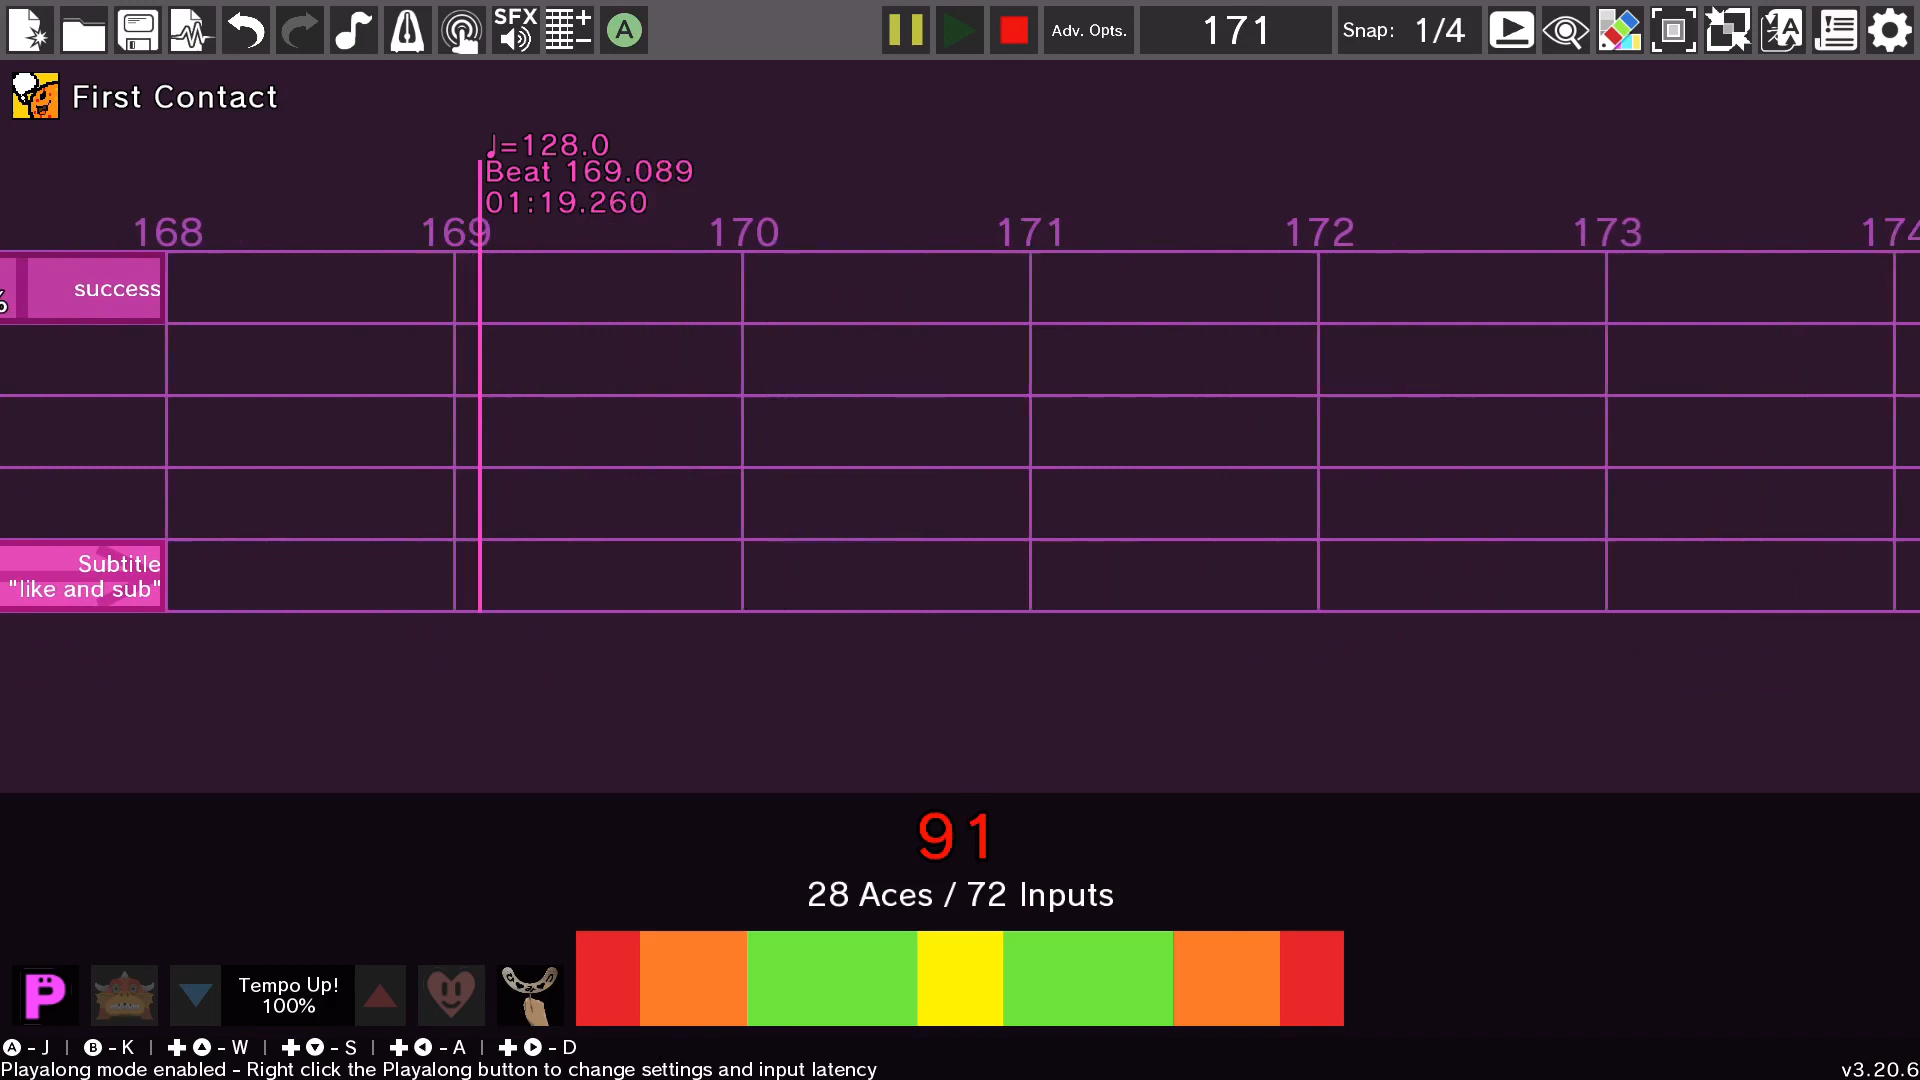 SFX
A
Adv. Opts.
171
Snap: 1/4
A
First Contact
♩=128.0
Beat 169.089
01:19.260
168 169 170 171 172 173 174
% success
Subtitle
"like and sub"
91
28 Aces / 72 Inputs
P
Tempo Up!
100%
A - J | B - K | ▲ - W | ▼ - S | ◀ - A | ▶ - D
Playalong mode enabled - Right click the Playalong button to change settings and input latency
v3.20.6